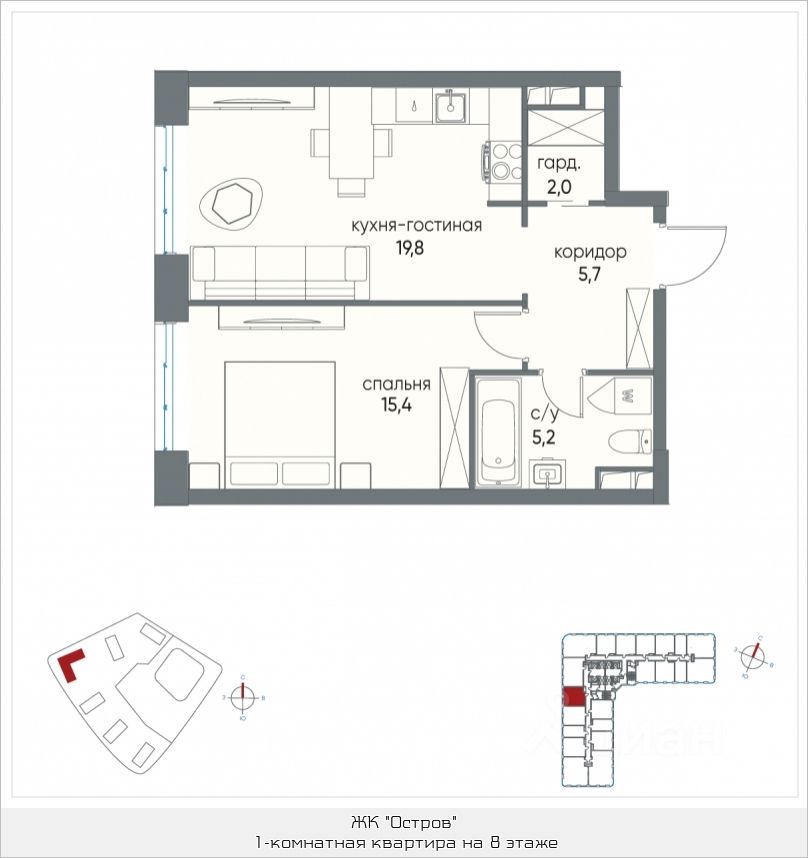 гард.
2,0
кухня-гостиная
19,8
коридор
5,7
спальня
15,4
с/у
5,2
С
З В
Ю
С
З В
Ю
циан
ЖК "Остров"
1-комнатная квартира на 8 этаже